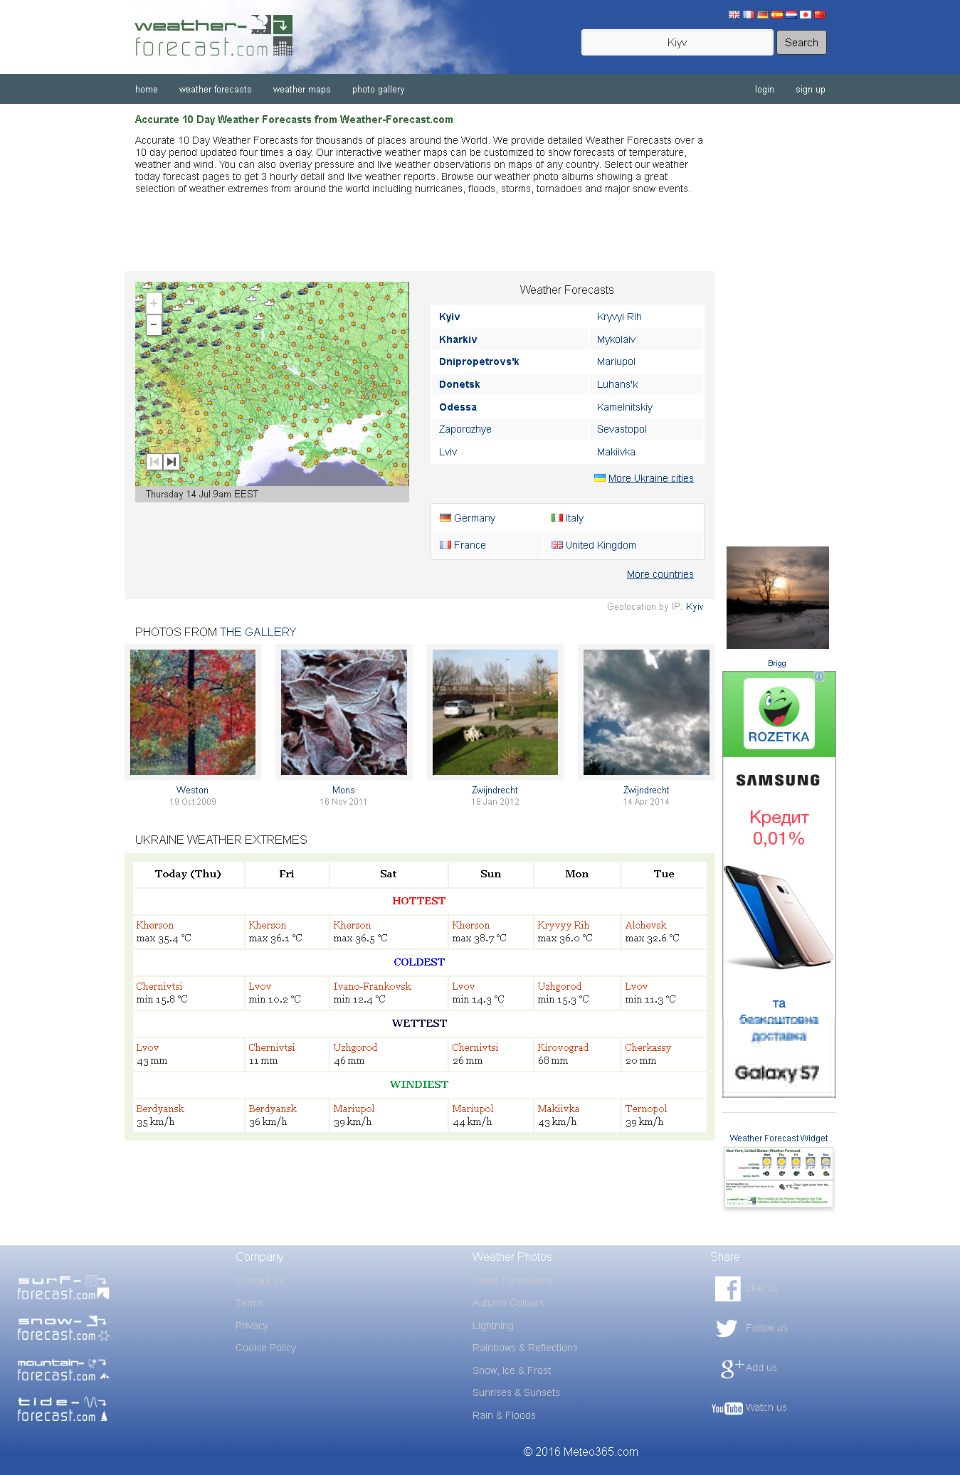 weather-
forecast.com
Kiyv
Search
home weather forecasts weather maps photo gallery login sign up
Accurate 10 Day Weather Forecasts from Weather-Forecast.com
Accurate 10 Day Weather Forecasts for thousands of places around the World. We provide detailed Weather Forecasts over a
10 day period updated four times a day. Our interactive weather maps can be customized to show forecasts of temperature,
weather and wind. You can also overlay pressure and live weather observations on maps of any country. Select our weather
today forecast pages to get 3 hourly detail and live weather reports. Browse our weather photo albums showing a great
selection of weather extremes from around the world including hurricanes, floods, storms, tornadoes and major snow events.
+
−
Thursday 14 Jul 9am EEST
Weather Forecasts
Kyiv Kryvyi Rih
Kharkiv Mykolaiv
Dnipropetrovs'k Mariupol
Donetsk Luhans'k
Odessa Kamelnitskiy
Zaporozhye Sevastopol
Lviv Makiivka
More Ukraine cities
Germany Italy
France United Kingdom
More countries
Geolocation by IP: Kyiv
PHOTOS FROM THE GALLERY
Weston Mons Zwijndrecht Zwijndrecht
19 Oct 2009 16 Nov 2011 18 Jan 2012 14 Apr 2014
Brigg
ROZETKA
SAMSUNG
Кредит
0,01%
та
безкоштовна
доставка
Galaxy S7
UKRAINE WEATHER EXTREMES
Today (Thu) Fri Sat Sun Mon Tue
HOTTEST
Kherson Kherson Kherson Kherson Kryvyy Rih Alchevsk
max 35.4 °C max 36.1 °C max 36.5 °C max 38.7 °C max 36.0 °C max 32.6 °C
COLDEST
Chernivtsi Lvov Ivano-Frankovsk Lvov Uzhgorod Lvov
min 15.8 °C min 10.2 °C min 12.4 °C min 14.3 °C min 15.3 °C min 11.3 °C
WETTEST
Lvov Chernivtsi Uzhgorod Chernivtsi Kirovograd Cherkassy
43 mm 11 mm 46 mm 26 mm 68 mm 20 mm
WINDIEST
Berdyansk Berdyansk Mariupol Mariupol Makiivka Ternopol
35 km/h 36 km/h 39 km/h 44 km/h 43 km/h 39 km/h
Weather Forecast Widget
surf-
forecast.com
snow-
forecast.com
mountain-
forecast.com
tide-
forecast.com
Company
Contact us
Terms
Privacy
Cookie Policy
Weather Photos
Cloud Formations
Autumn Colours
Lightning
Rainbows & Reflections
Snow, Ice & Frost
Sunrises & Sunsets
Rain & Floods
Share
Like us
Follow us
Add us
YouTube Watch us
© 2016 Meteo365.com